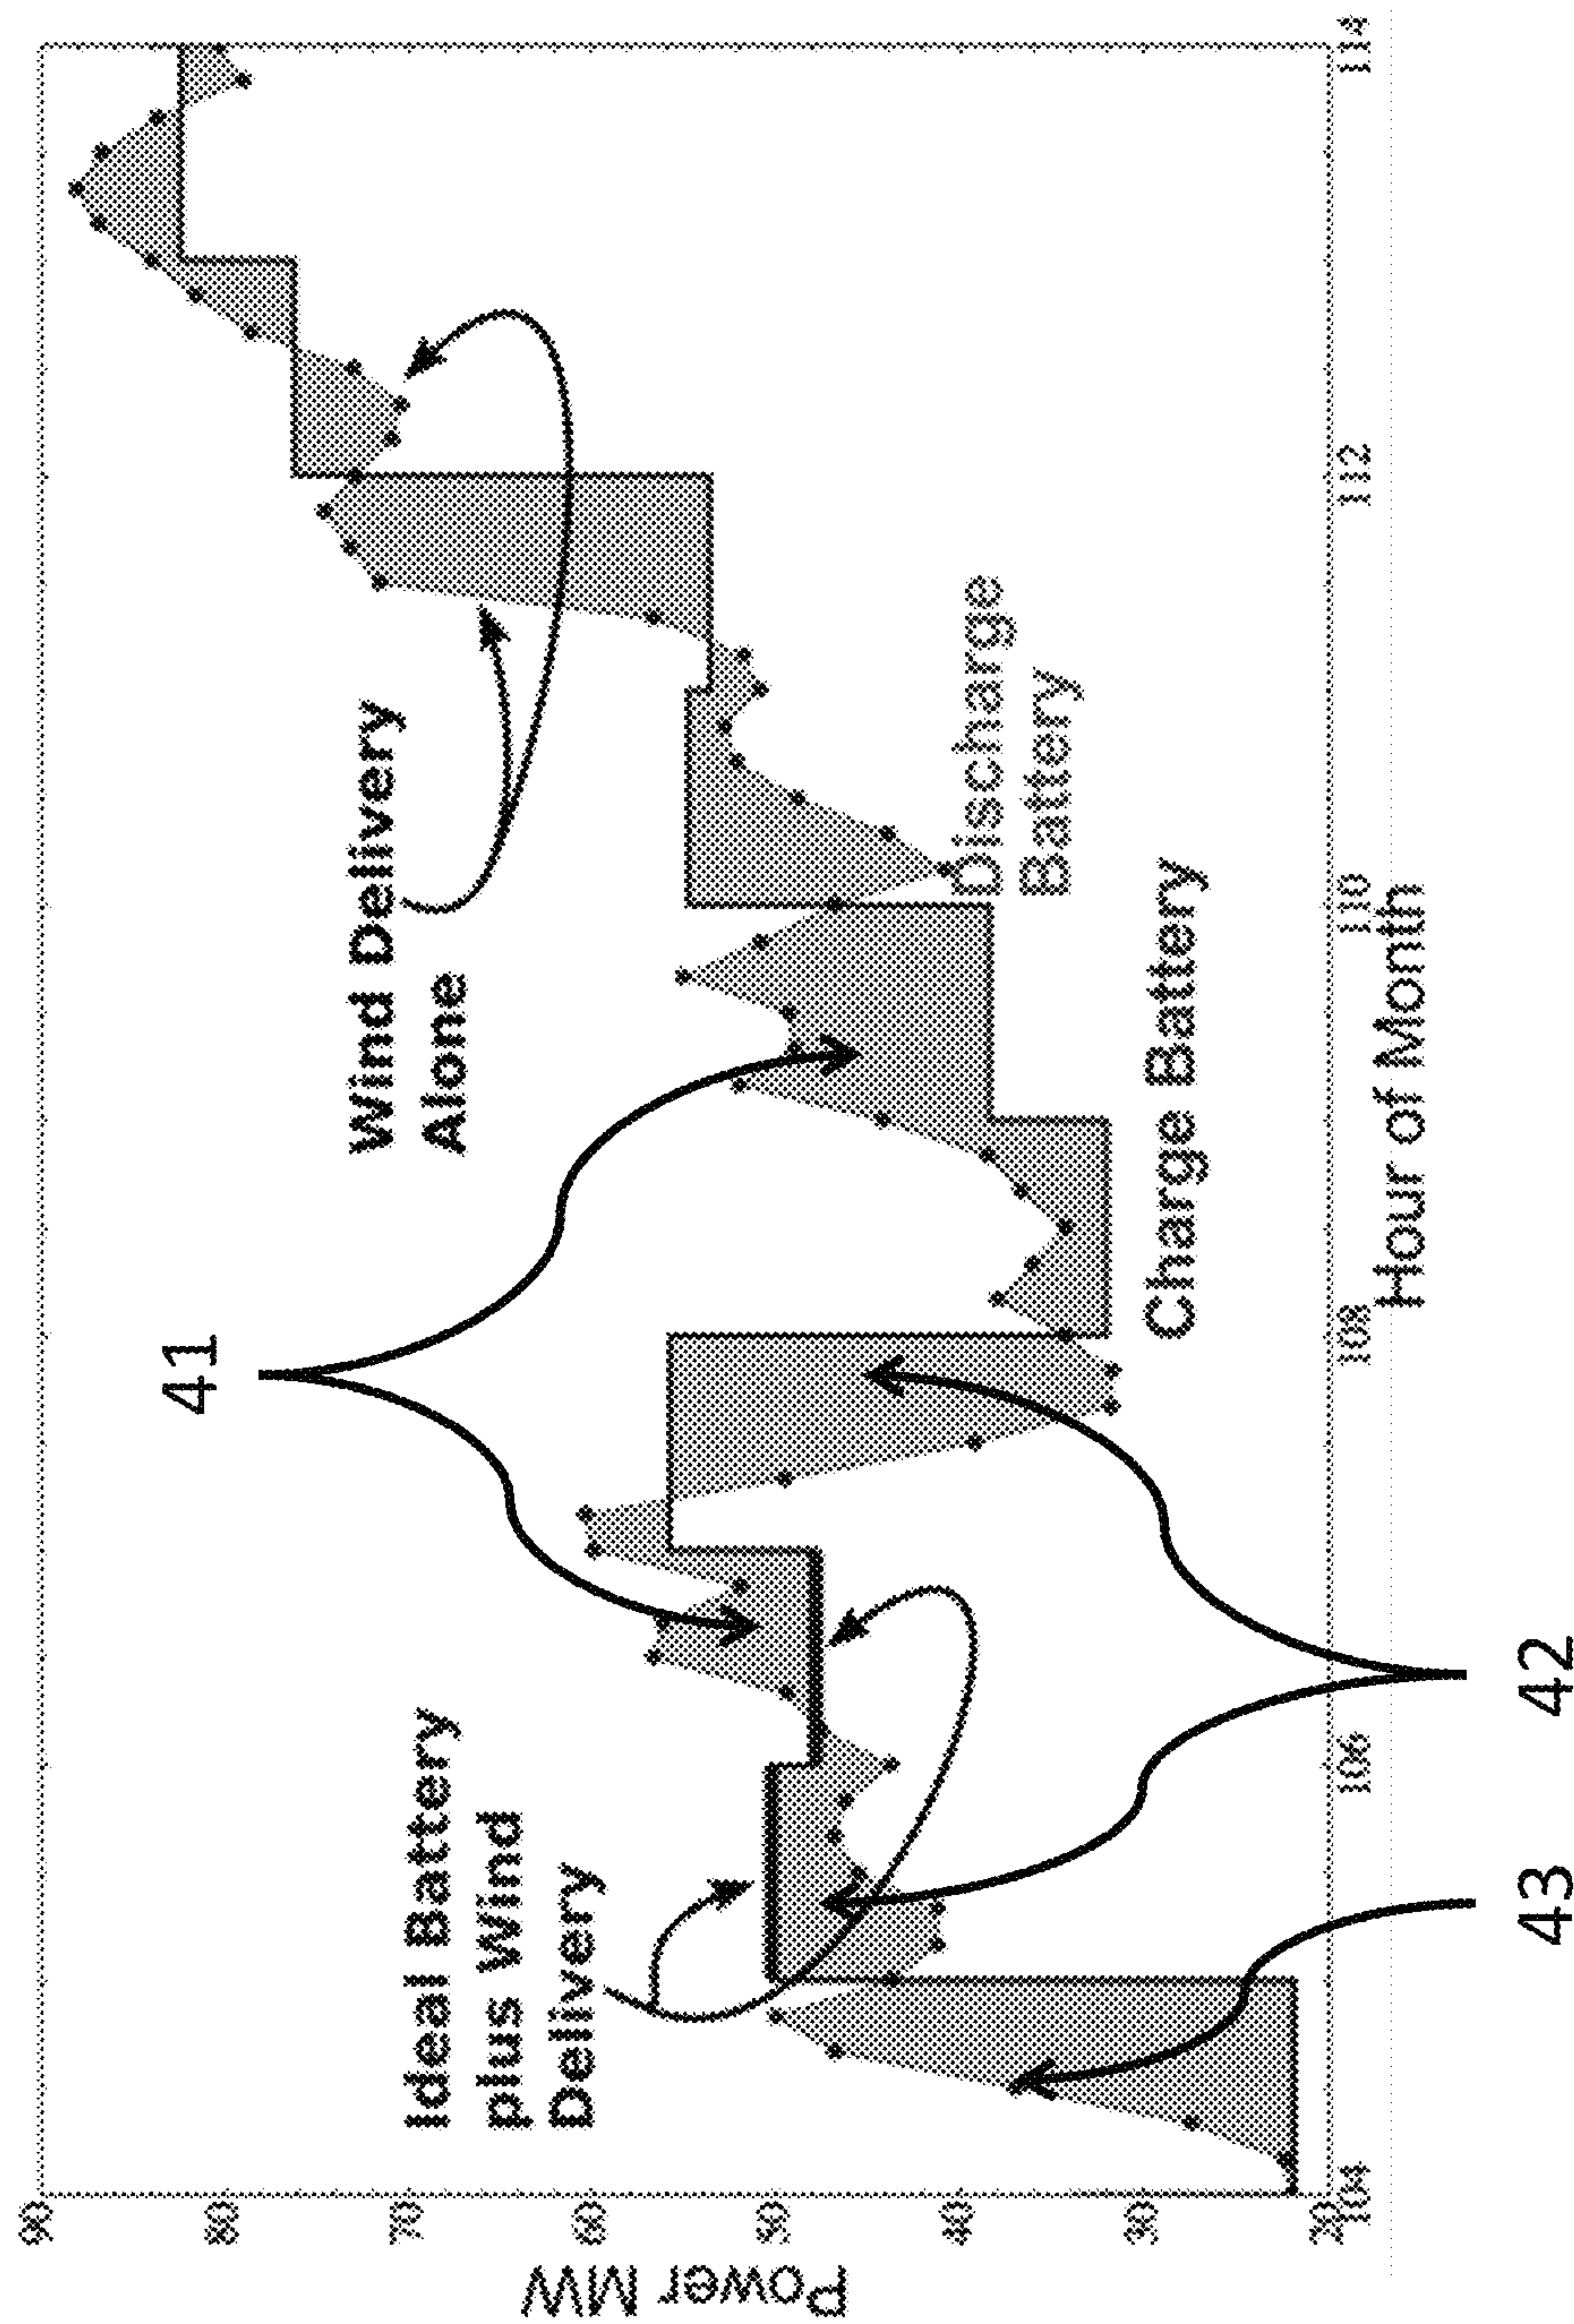 41
Ideal Battery
plus Wind
Delivery
Wind Delivery
Alone
Discharge
Battery
Charge Battery
Power MW
90
80
70
60
50
40
30
20
104
106
108
110
112
114
Hour of Month
43
42